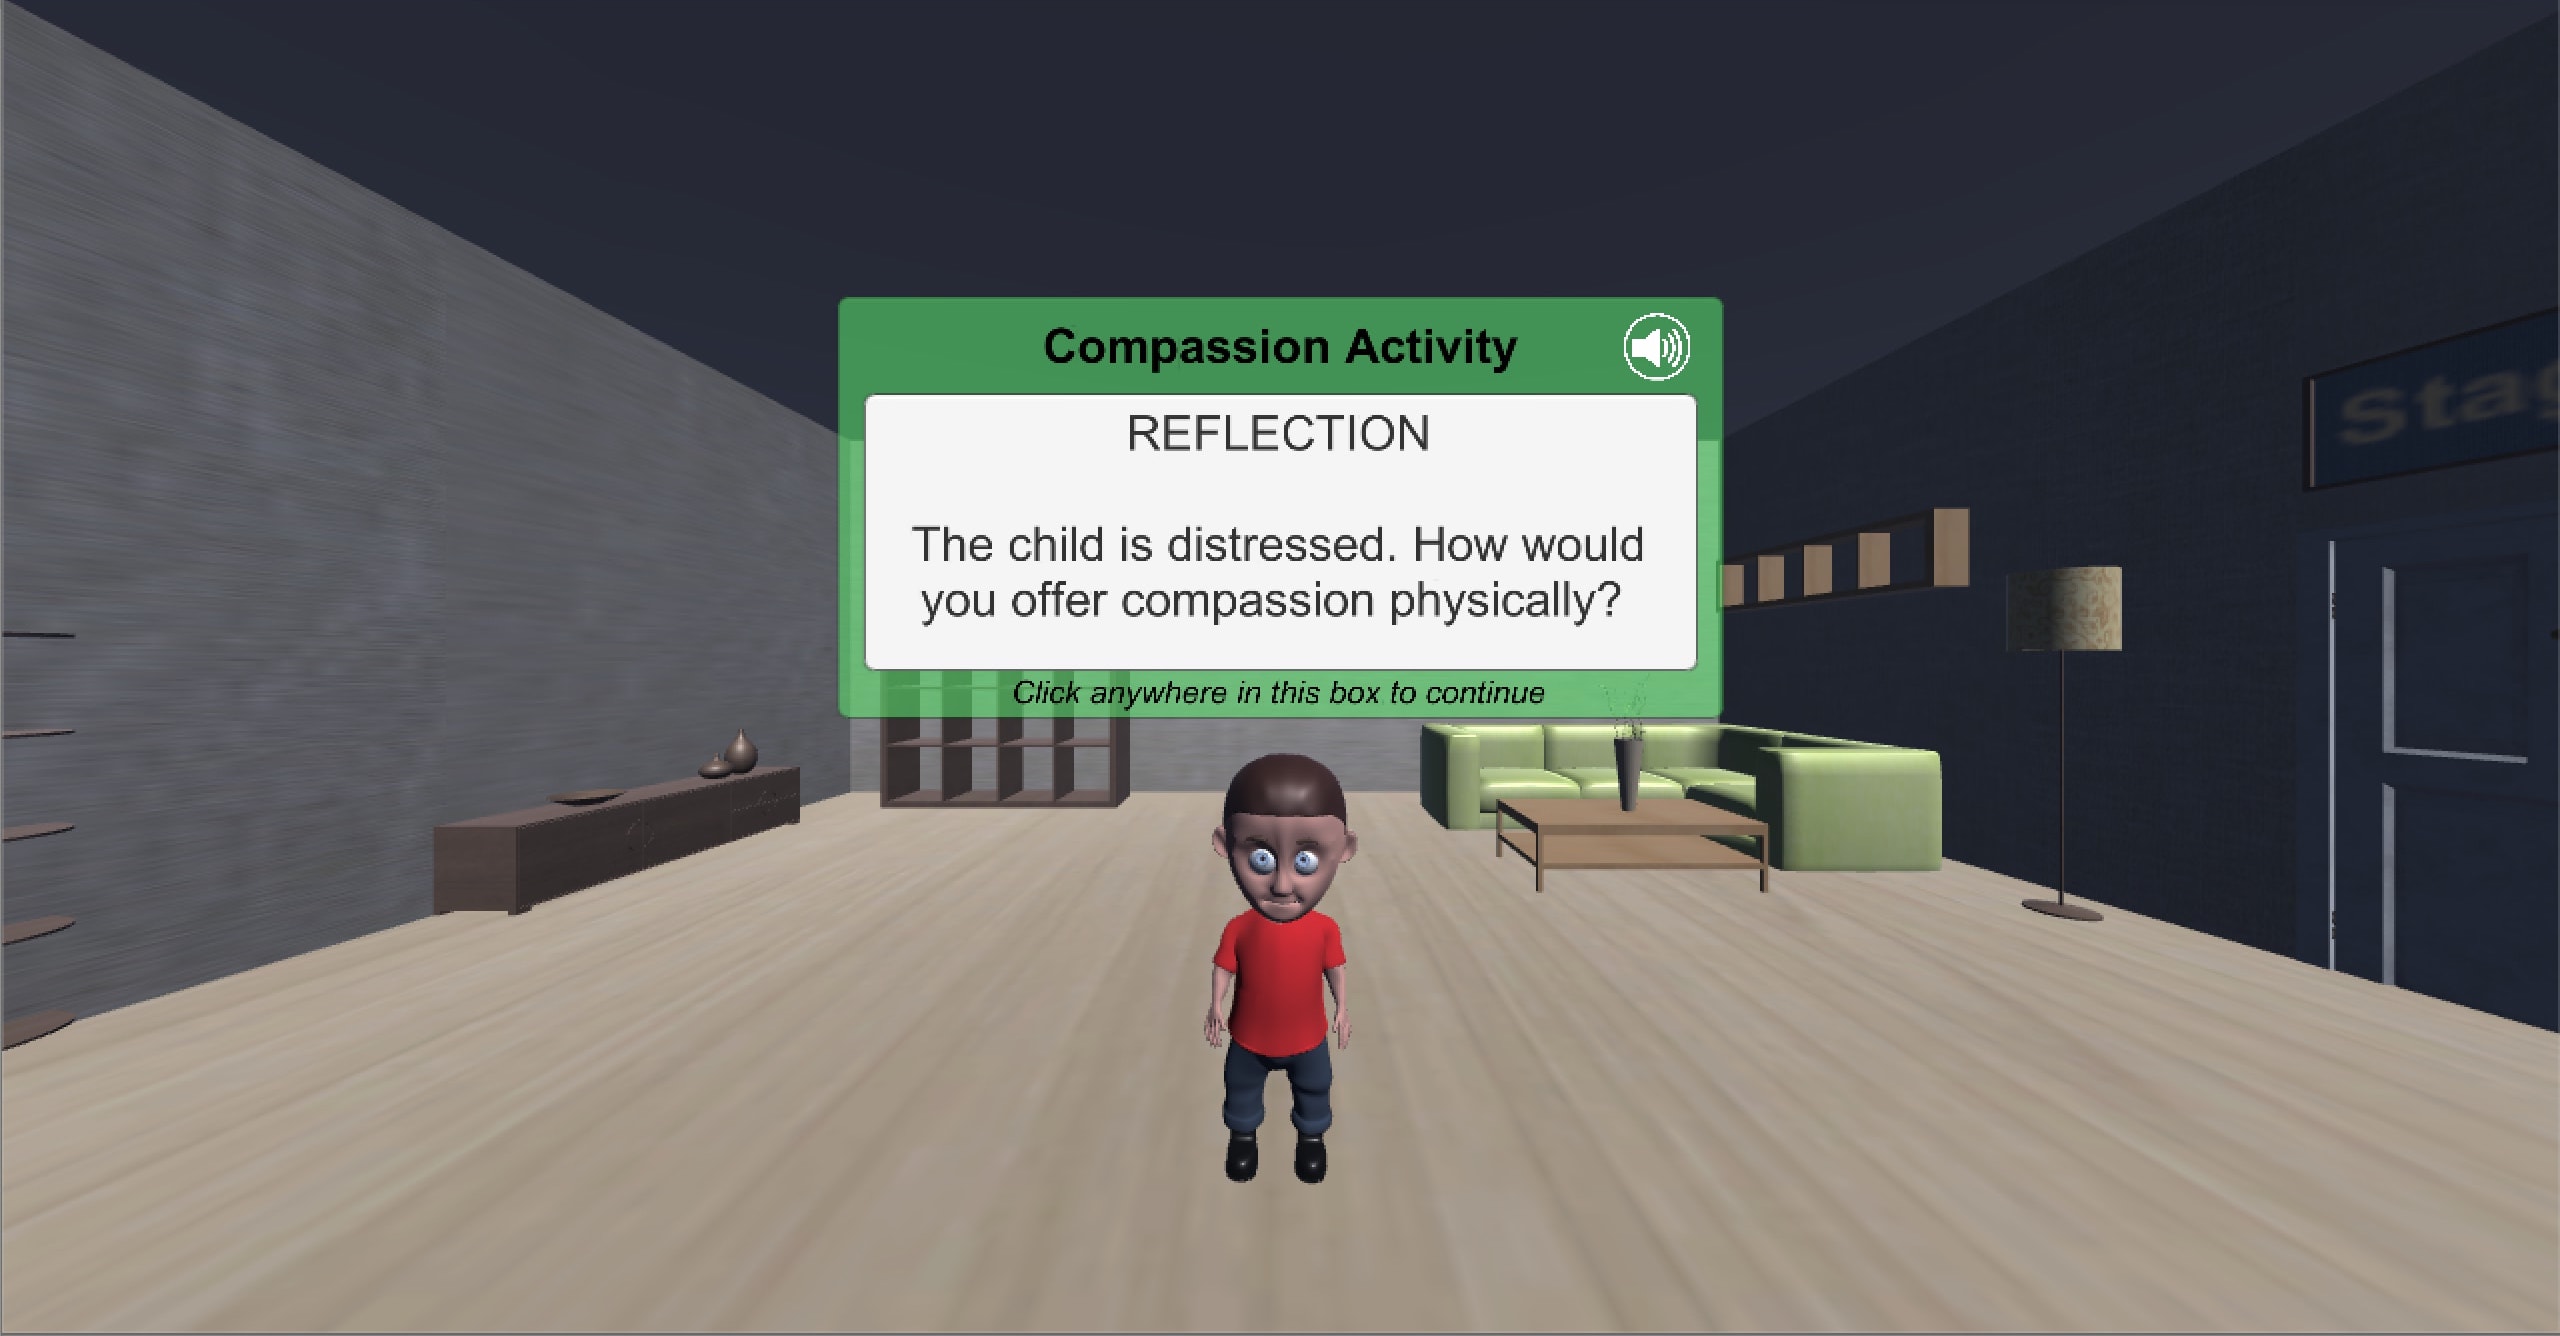 Compassion Activity
REFLECTION
The child is distressed. How would
you offer compassion physically?
Click anywhere in this box to continue
Stag